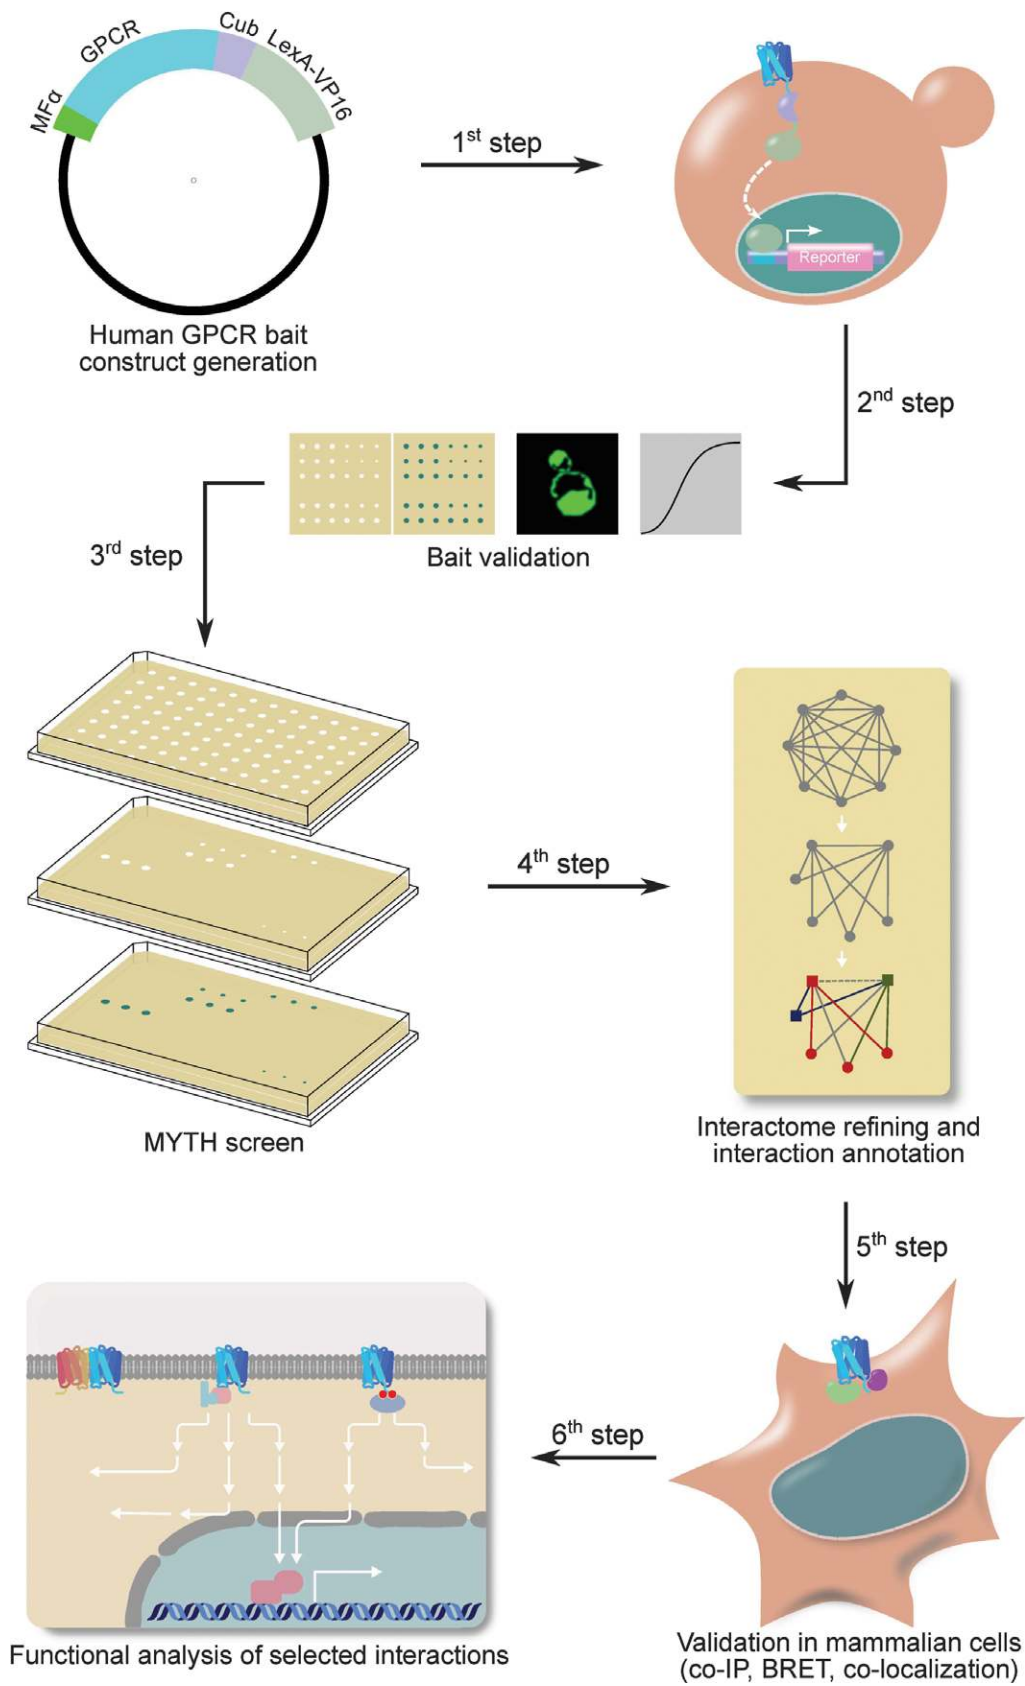 MFα
GPCR
Cub
LexA-VP16
1st step
Reporter
Human GPCR bait
construct generation
2nd step
Bait validation
3rd step
4th step
MYTH screen
Interactome refining and
interaction annotation
5th step
6th step
Functional analysis of selected interactions
Validation in mammalian cells
(co-IP, BRET, co-localization)